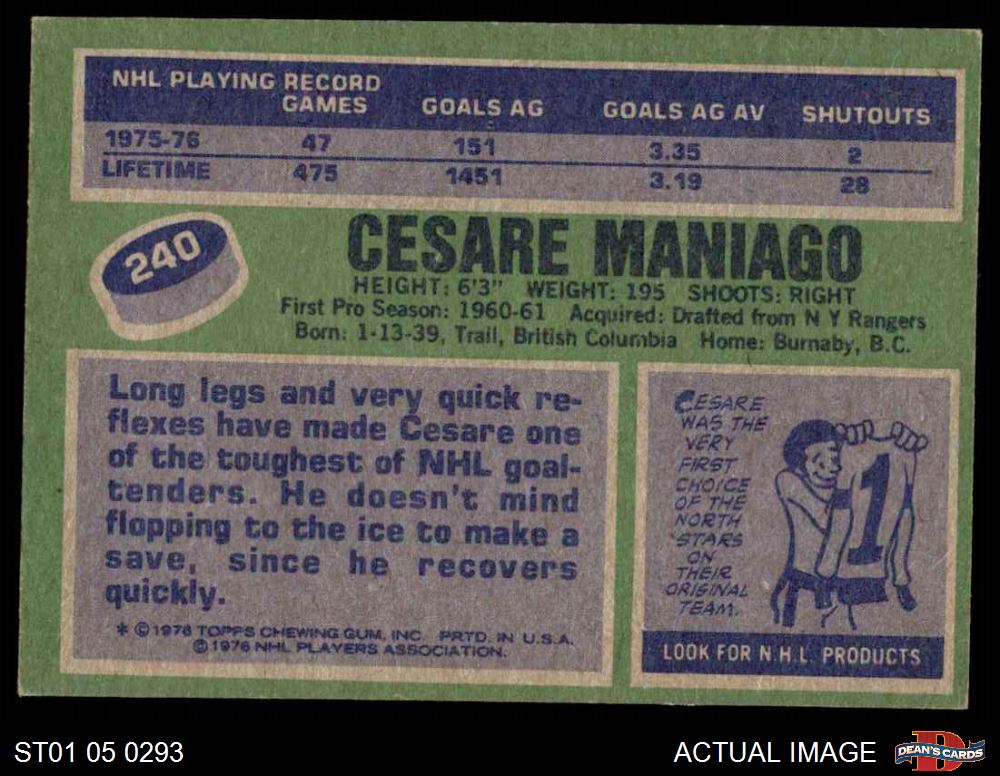 NHL PLAYING RECORD
GAMES GOALS AG GOALS AG AV SHUTOUTS
1975-76 47 151 3.35 2
LIFETIME 475 1451 3.19 28
240
CESARE MANIAGO
HEIGHT: 6'3" WEIGHT: 195 SHOOTS: RIGHT
First Pro Season: 1960-61 Acquired: Drafted from N Y Rangers
Born: 1-13-39, Trail, British Columbia Home: Burnaby, B.C.
Long legs and very quick re-
flexes have made Cesare one
of the toughest of NHL goal-
tenders. He doesn't mind
flopping to the ice to make a
save, since he recovers
quickly.
* © 1976 TOPPS CHEWING GUM, INC. PRTD. IN U.S.A.
© 1976 NHL PLAYERS ASSOCIATION.
CESARE
WAS THE
VERY
FIRST
CHOICE
OF THE
NORTH
STARS
ON
THEIR
ORIGINAL
TEAM.
1
LOOK FOR N.H.L. PRODUCTS
ST01 05 0293
ACTUAL IMAGE
DEAN'S CARDS